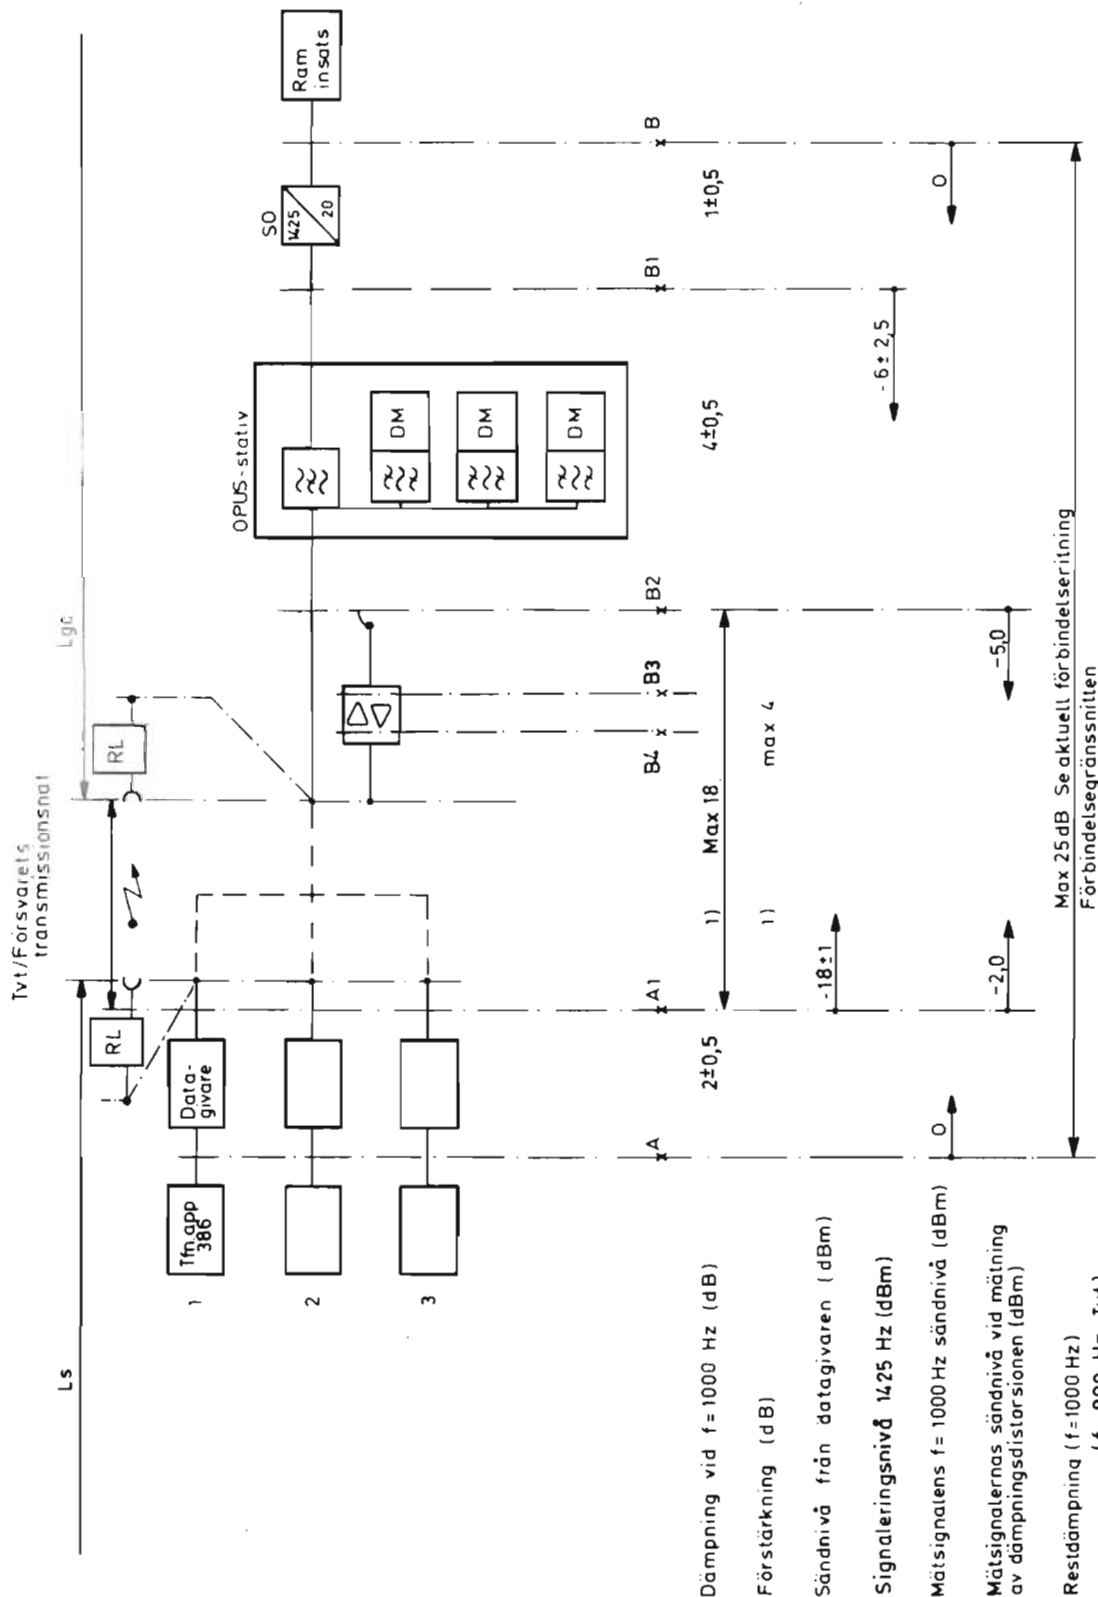 Tvt/Försvarets
transmissionsnät
Ls
Lgc
RL
RL
1
Tfn.app
386
Data-
givare
2
3
OPUS-stativ
DM
DM
DM
SO
1425
20
Ram
insats
A
A1
B4
B3
B2
B1
B
Dämpning vid f=1000 Hz (dB)
2±0,5
1)
Max 18
4±0,5
1±0,5
Förstärkning (dB)
1)
max 4
Sändnivå från datagivaren (dBm)
-18±1
Signaleringsnivå 1425 Hz (dBm)
-6±2,5
Mätsignalens f=1000 Hz sändnivå (dBm)
0
0
Mätsignalernas sändnivå vid mätning
av dämpningsdistorsionen (dBm)
-2,0
-5,0
Restdämpning (f=1000 Hz)
Max 25dB Se aktuell förbindelseritning
Förbindelsegränssnitten